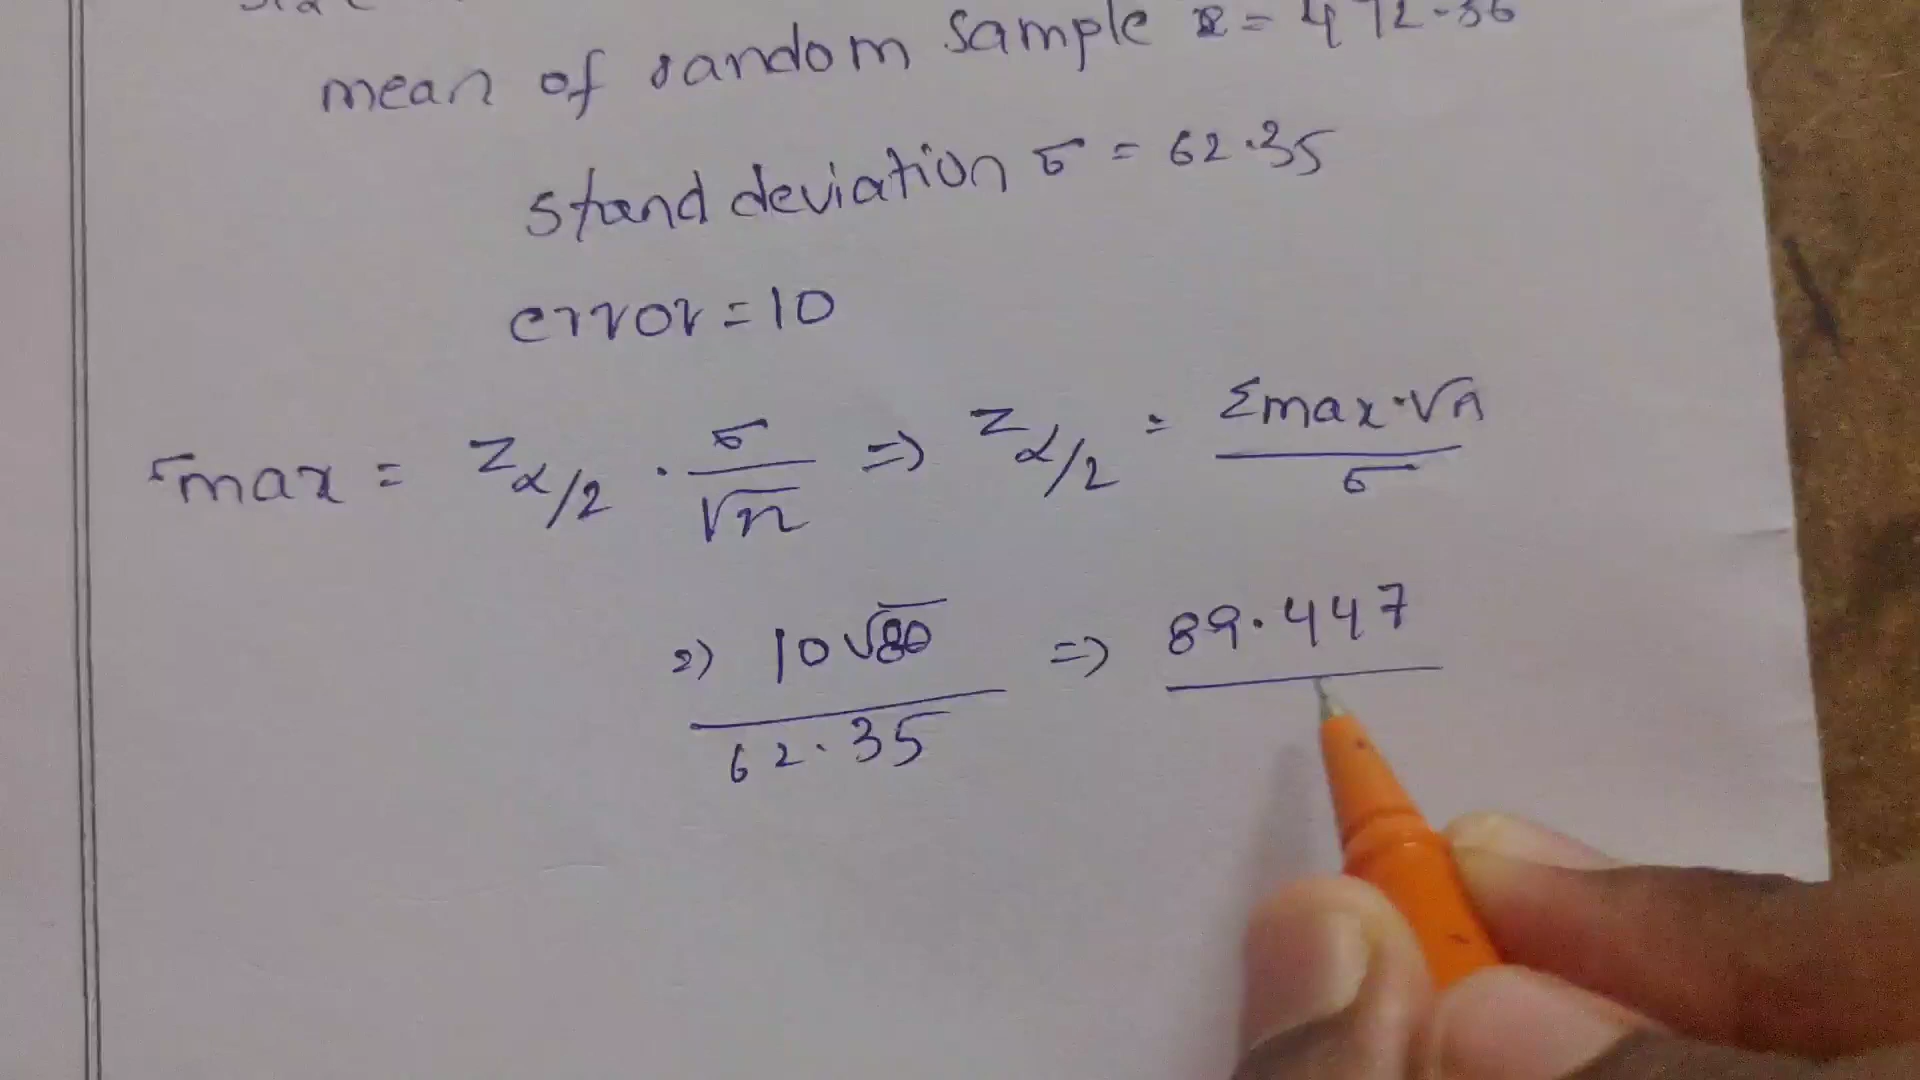 mean of random sample x̄ = 472.36
stand deviation σ = 62.35
error = 10
Emax = Zα/2 · σ/√n => Zα/2 = Σmax·√n/σ
=) 10√80/62.35 => 89.447